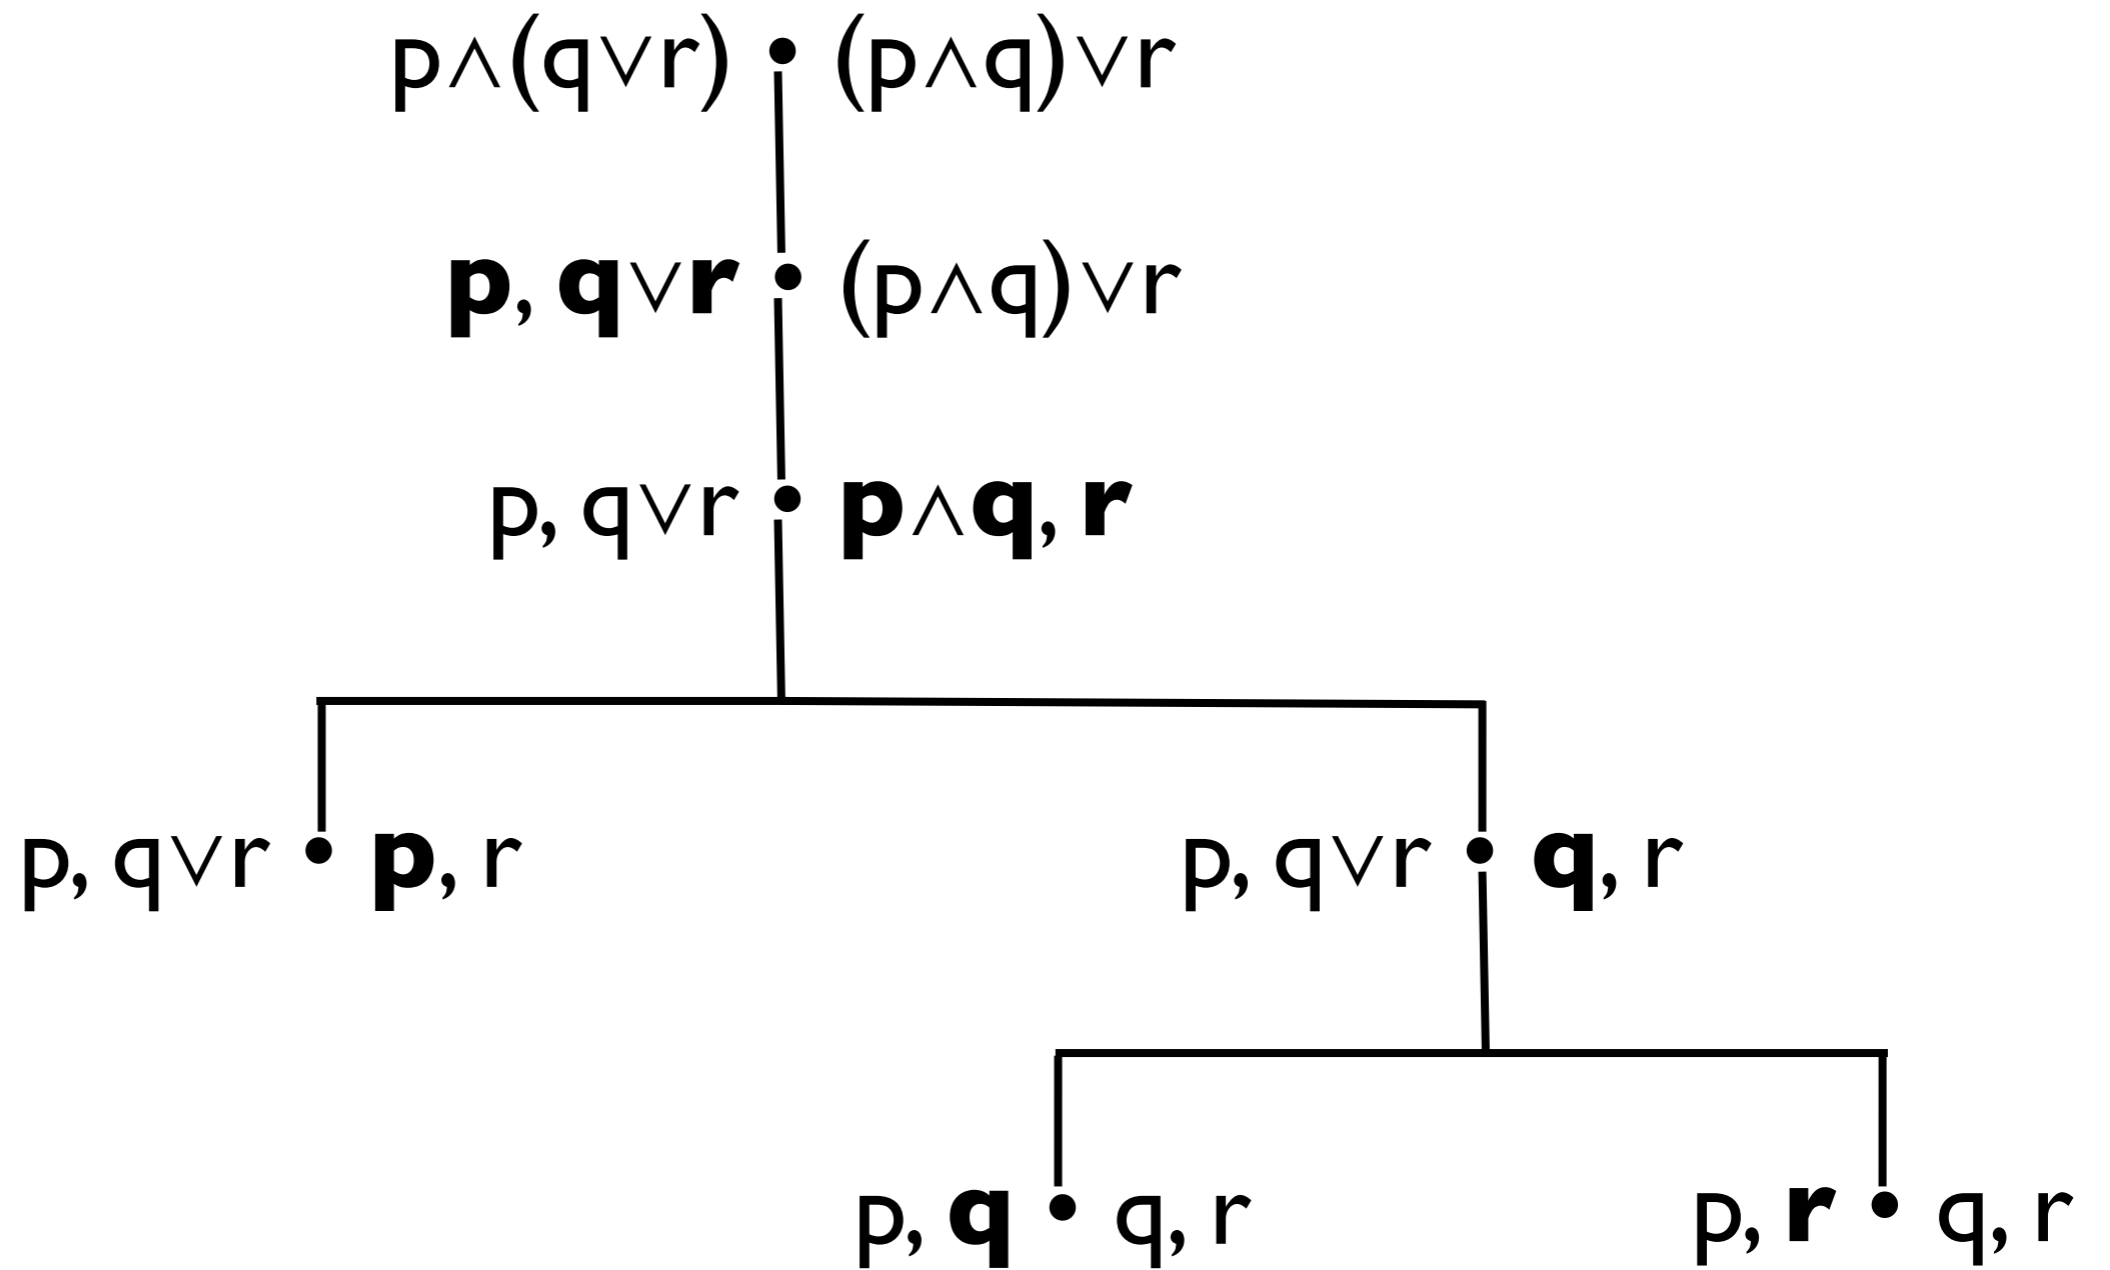 p∧(q∨r) • (p∧q)∨r
p, q∨r • (p∧q)∨r
p, q∨r • p∧q, r
p, q∨r • p, r
p, q∨r • q, r
p, q • q, r
p, r • q, r